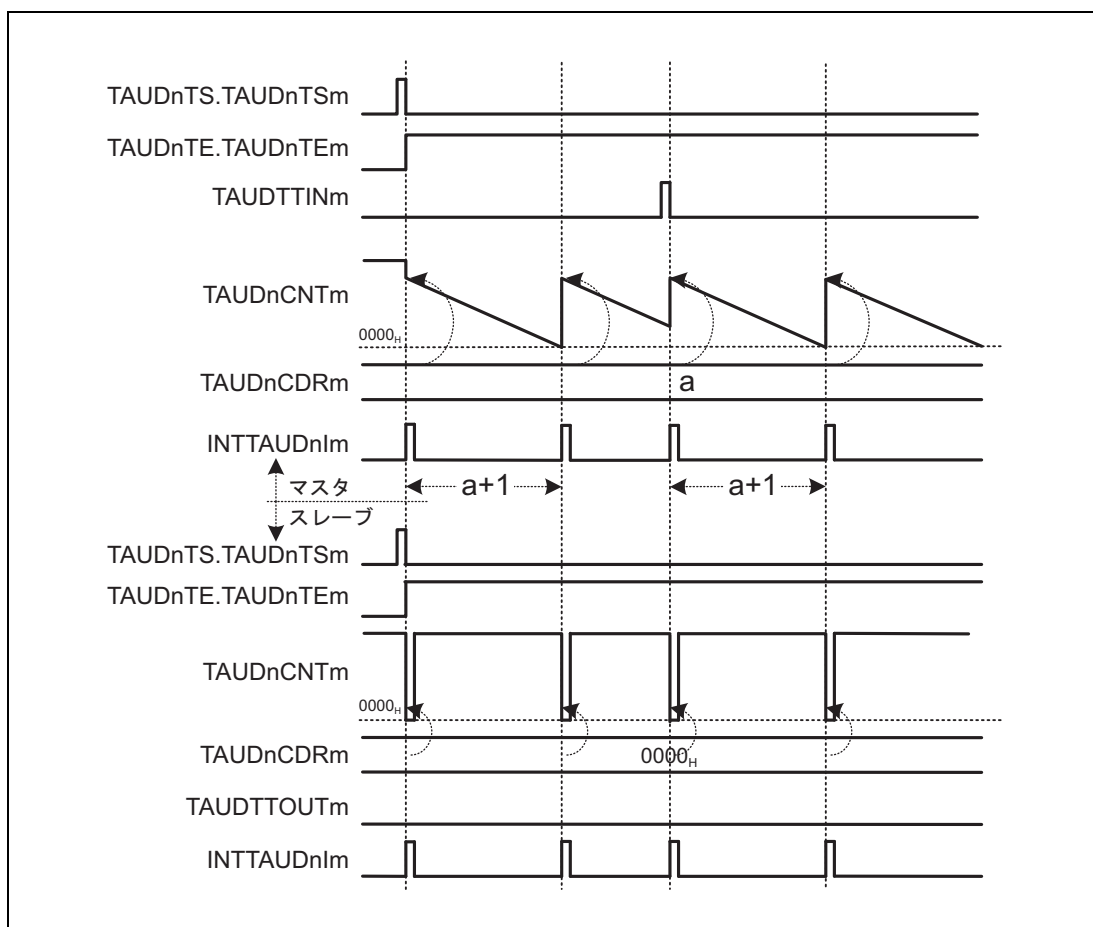 TAUDnTS.TAUDnTSm
TAUDnTE.TAUDnTEm
TAUDTTINm
TAUDnCNTm
0000H
TAUDnCDRm
a
INTTAUDnIm
マスタ
a+1
a+1
スレーブ
TAUDnTS.TAUDnTSm
TAUDnTE.TAUDnTEm
TAUDnCNTm
0000H
TAUDnCDRm
0000H
TAUDTTOUTm
INTTAUDnIm